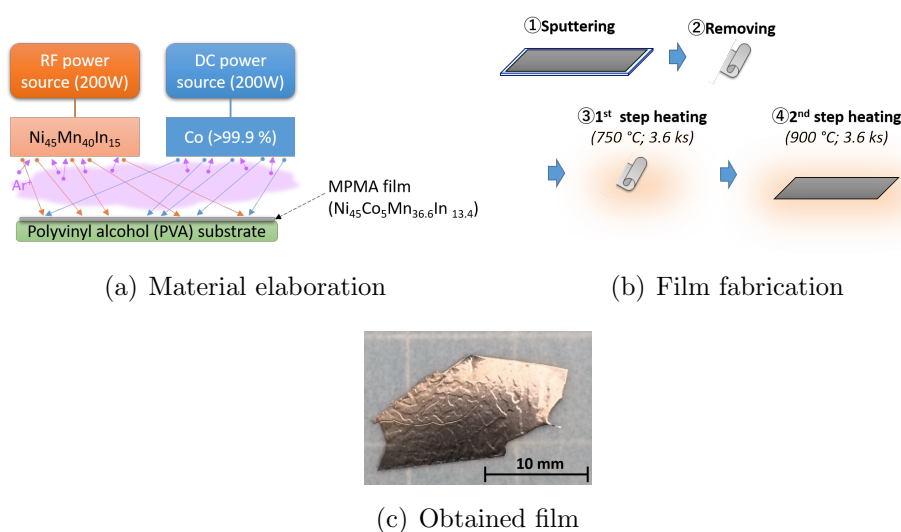 RF power
source (200W)
DC power
source (200W)
Ni₄₅Mn₄₀In₁₅
Co (>99.9 %)
Ar⁺
MPMA film
(Ni₄₅Co₅Mn₃₆.₆In ₁₃.₄)
Polyvinyl alcohol (PVA) substrate
(a) Material elaboration
①Sputtering
②Removing
③1ˢᵗ step heating
(750 °C; 3.6 ks)
④2ⁿᵈ step heating
(900 °C; 3.6 ks)
(b) Film fabrication
10 mm
(c) Obtained film